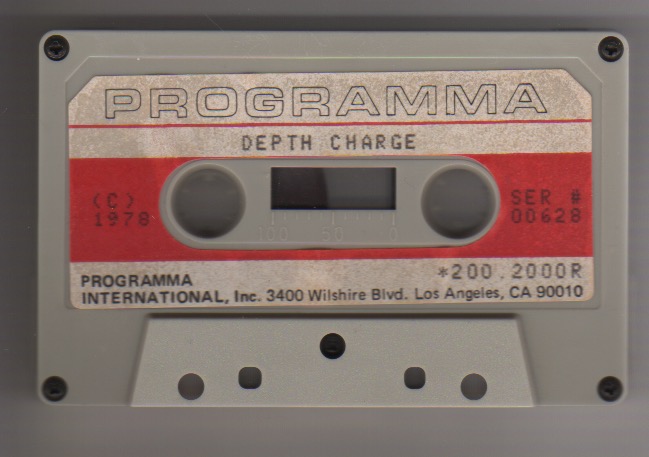 PROGRAMMA
DEPTH CHARGE
(C)
1978
SER #
00628
100 50 0
*200.2000R
PROGRAMMA
INTERNATIONAL, Inc. 3400 Wilshire Blvd. Los Angeles, CA 90010